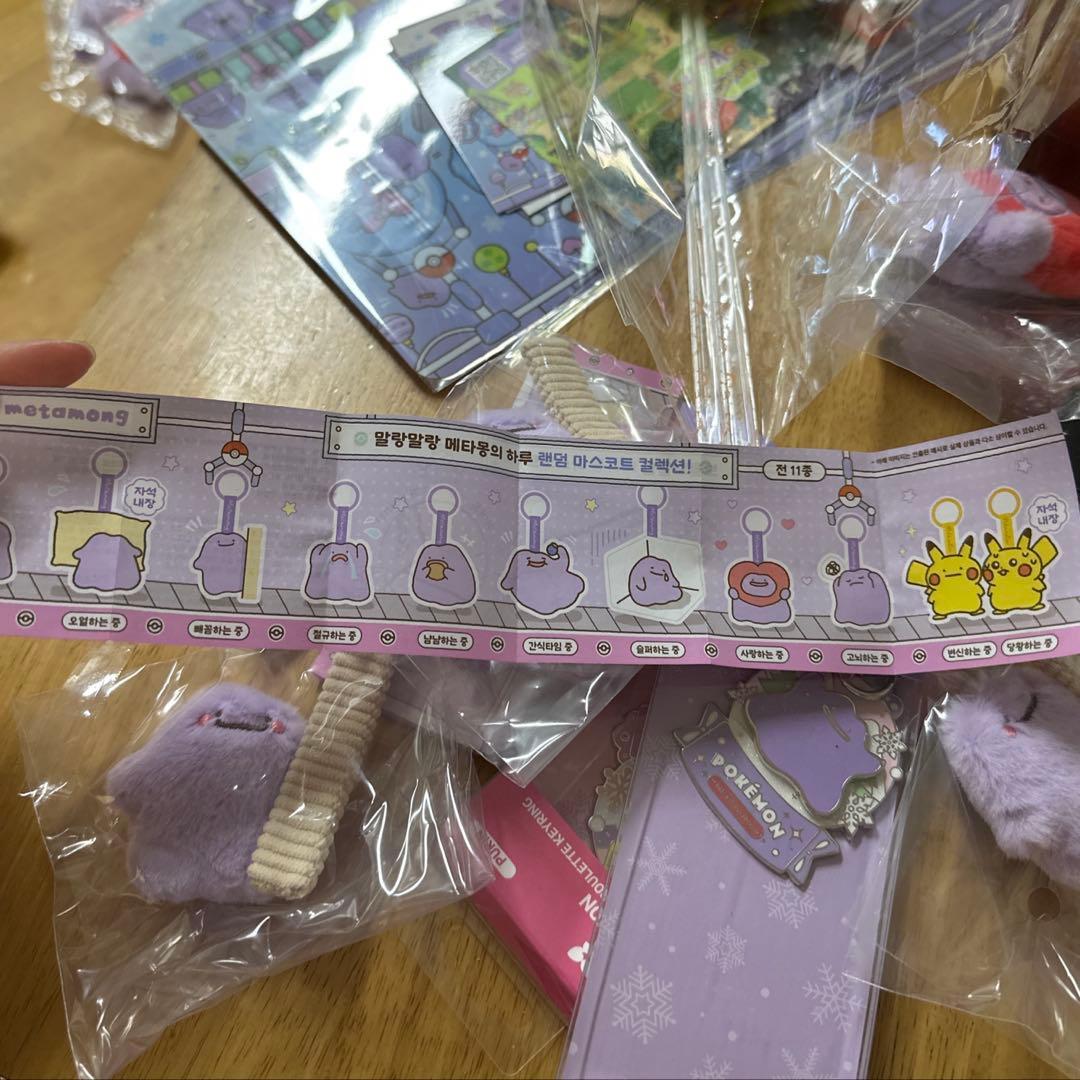 metamong
말랑말랑 메타몽의 하루 랜덤 마스코트 컬렉션!
전 11종
자석
내장
자석
내장
오열하는 중
빼꼼하는 중
절규하는 중
냠냠하는 중
간식타임 중
슬퍼하는 중
사랑하는 중
고뇌하는 중
변신하는 중
당황하는 중
POKÉMON
ROULETTE KEYRING